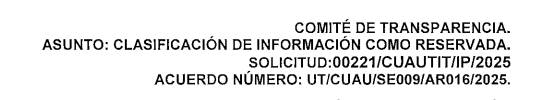 COMITÉ DE TRANSPARENCIA.
ASUNTO: CLASIFICACIÓN DE INFORMACIÓN COMO RESERVADA.
SOLICITUD:00221/CUAUTIT/IP/2025
ACUERDO NÚMERO: UT/CUAU/SE009/AR016/2025.